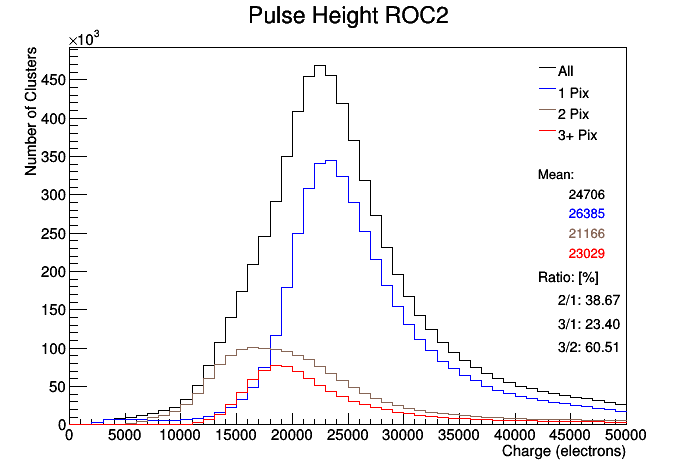 Pulse Height ROC2
×10³
Number of Clusters
450
400
350
300
250
200
150
100
50
0
All
1 Pix
2 Pix
3+ Pix
Mean:
24706
26385
21166
23029
Ratio: [%]
2/1: 38.67
3/1: 23.40
3/2: 60.51
0 5000 10000 15000 20000 25000 30000 35000 40000 45000 50000
Charge (electrons)